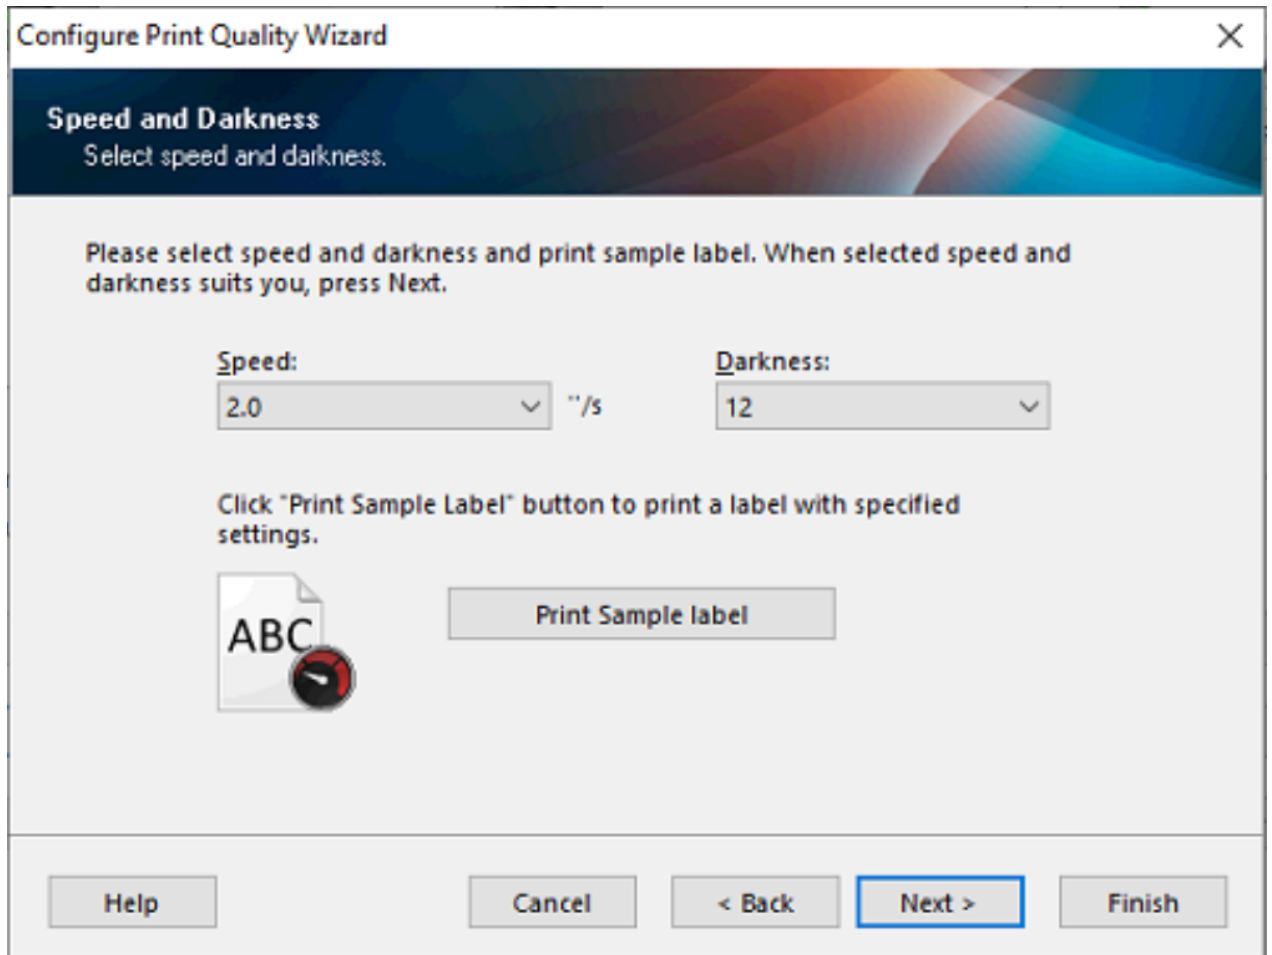 Configure Print Quality Wizard
Speed and Darkness
Select speed and darkness.
Please select speed and darkness and print sample label. When selected speed and
darkness suits you, press Next.
Speed:
Darkness:
2.0
"/s
12
Click "Print Sample Label" button to print a label with specified
settings.
ABC
Print Sample label
Help
Cancel
< Back
Next >
Finish